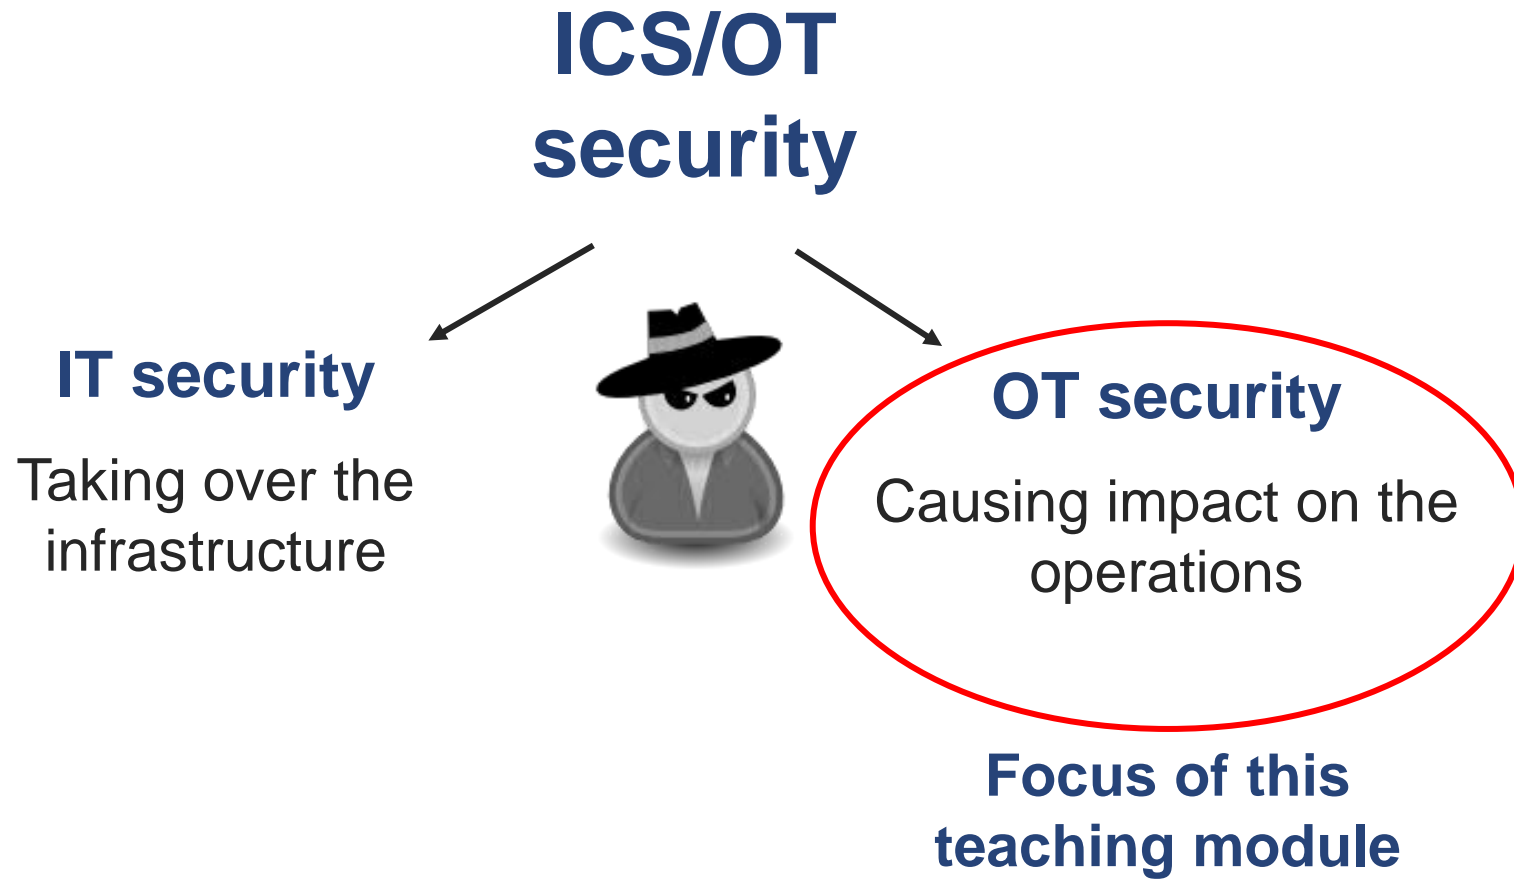 ICS/OT
security
IT security
Taking over the
infrastructure
OT security
Causing impact on the
operations
Focus of this
teaching module